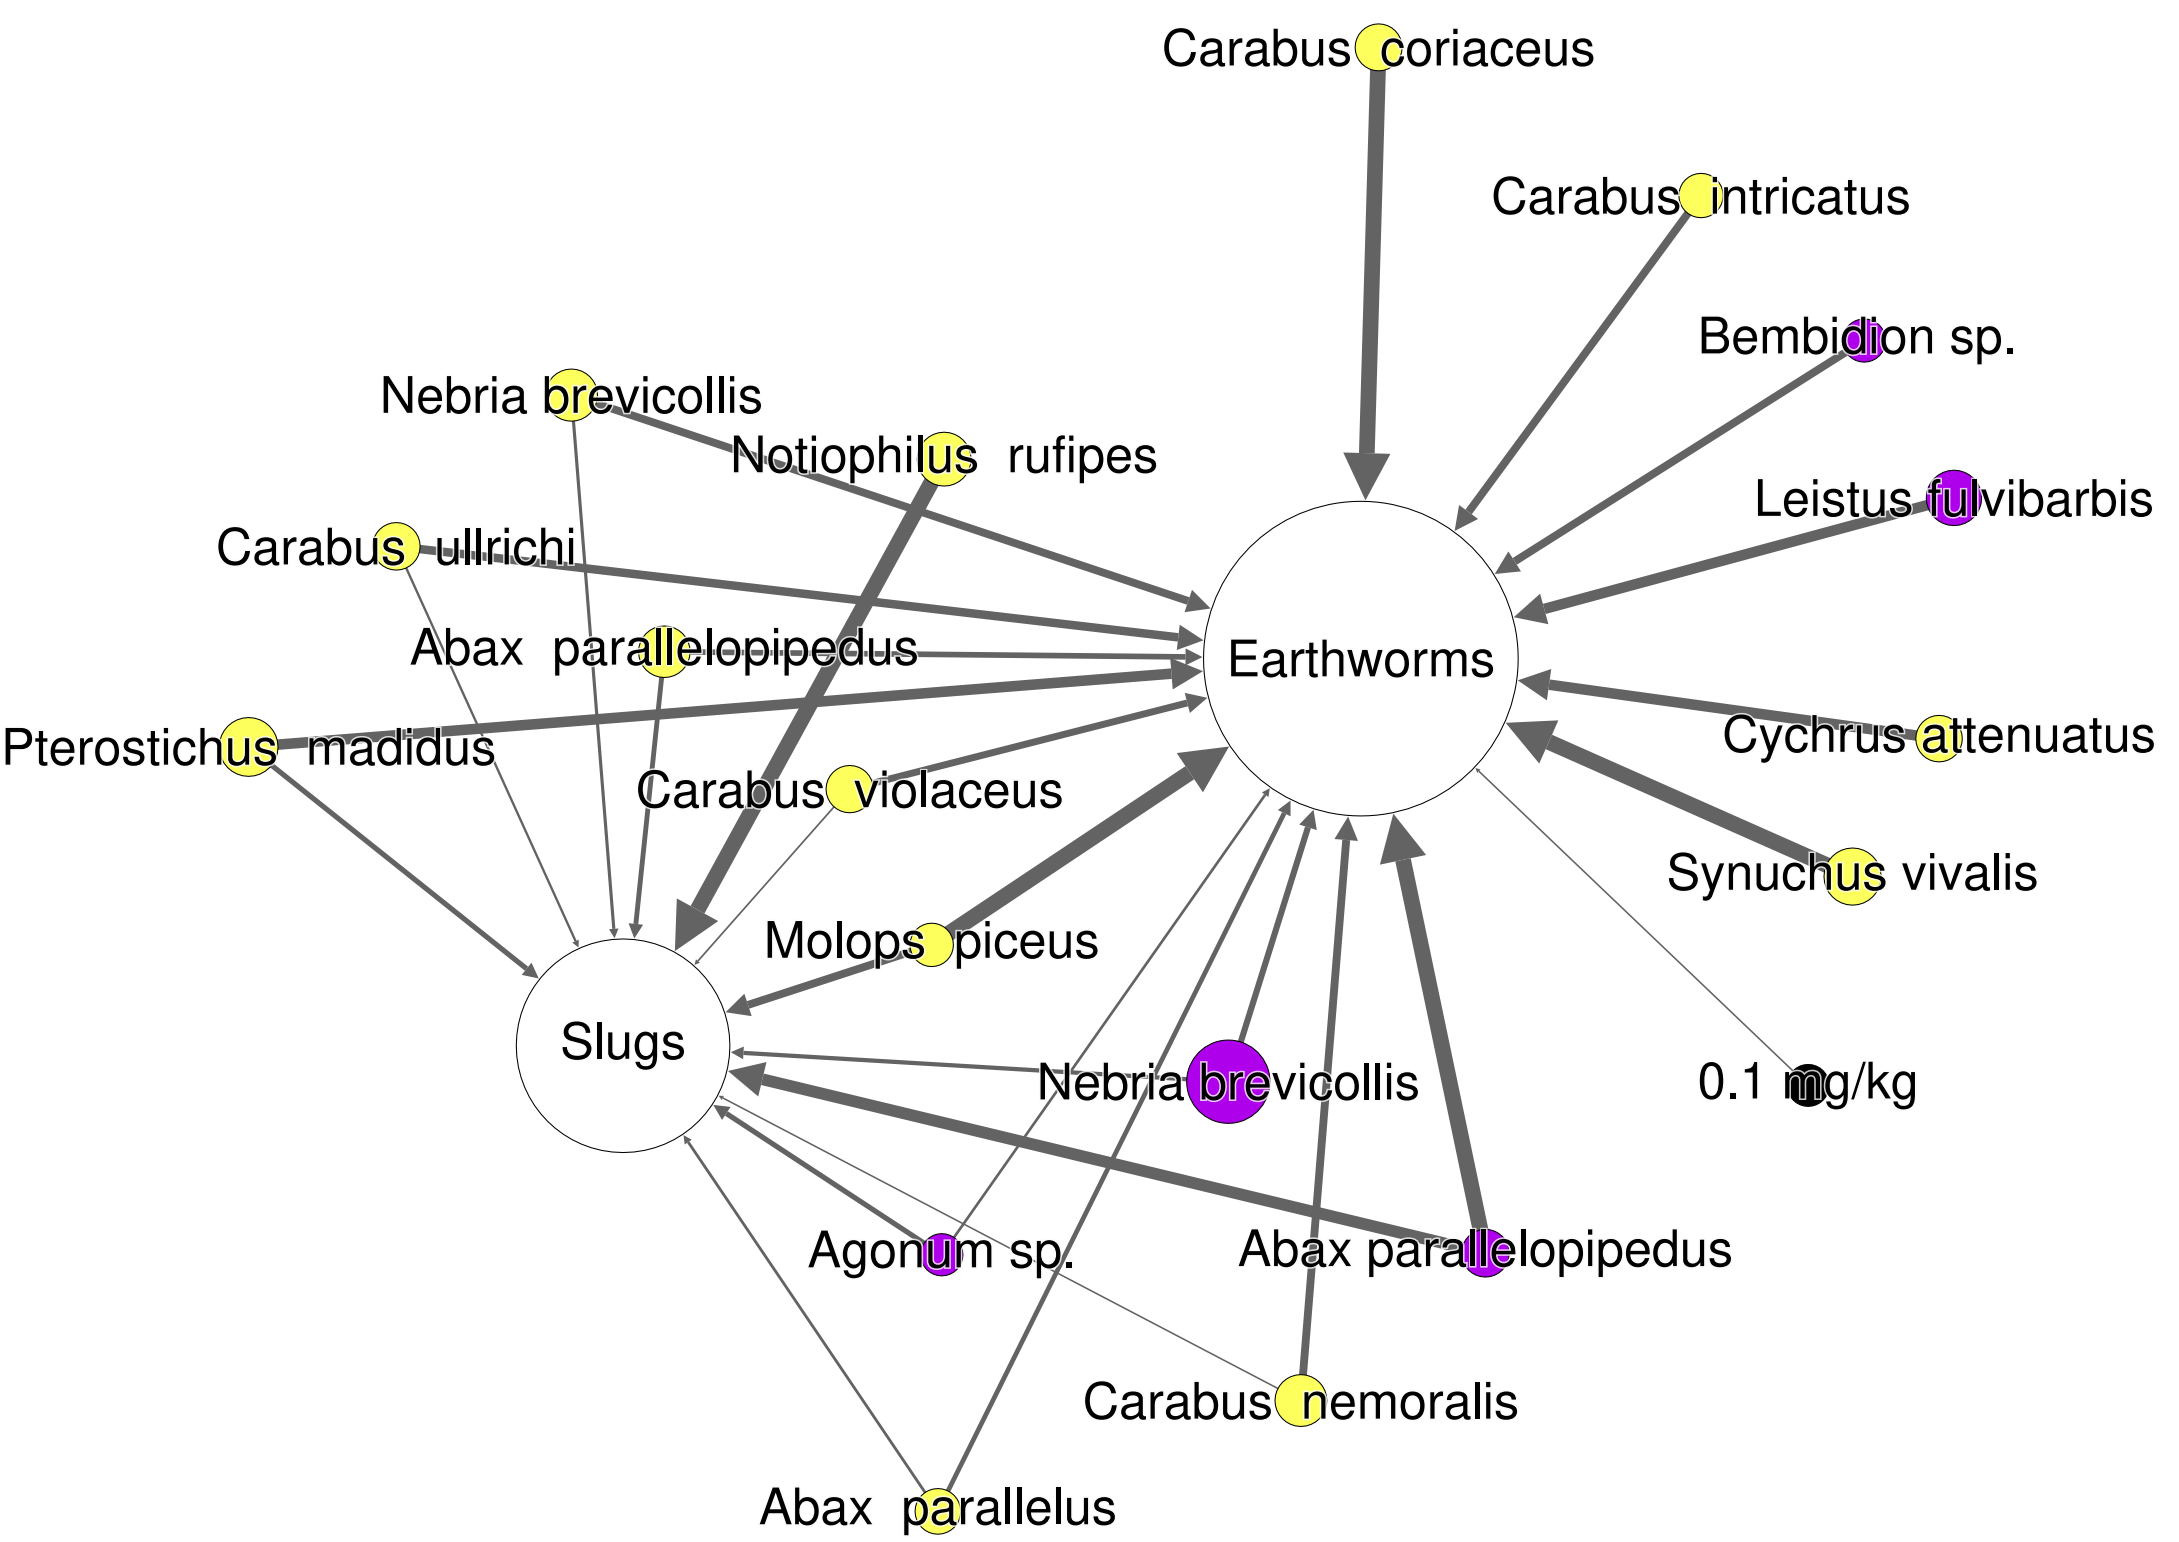 Carabus coriaceus
Carabus intricatus
Bembidion sp.
Nebria brevicollis
Notiophilus rufipes
Leistus fulvibarbis
Carabus ullrichi
Abax parallelopipedus
Earthworms
Pterostichus madidus
Cychrus attenuatus
Carabus violaceus
Synuchus vivalis
Molops piceus
Slugs
Nebria brevicollis
0.1 mg/kg
Agonum sp.
Abax parallelopipedus
Carabus nemoralis
Abax parallelus